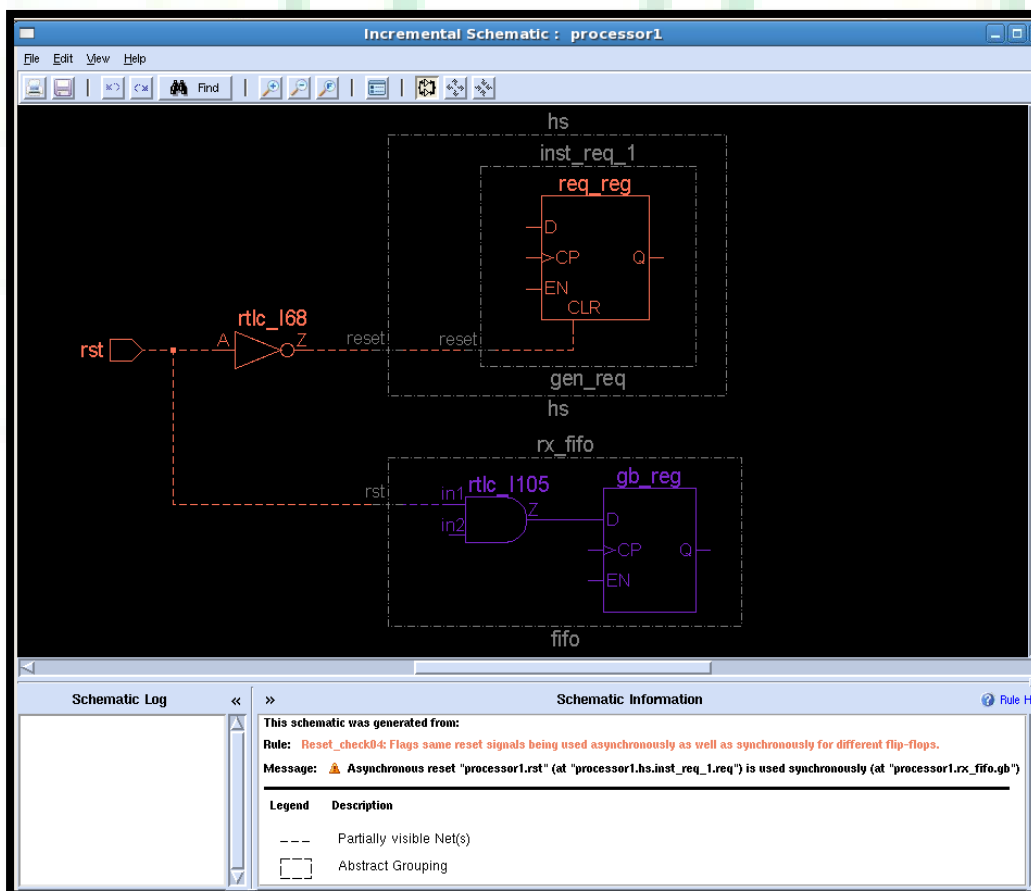 Incremental Schematic : processor1
File Edit View Help
Find
hs
inst_req_1
req_reg
D
CP
Q
EN
CLR
rtlc_I68
rst
A
Z
reset
reset
gen_req
hs
rx_fifo
rtlc_I105
gb_reg
rst
in1
Z
in2
D
CP
Q
EN
fifo
Schematic Log « » Schematic Information Rule H
This schematic was generated from:
Rule: Reset_check04: Flags same reset signals being used asynchronously as well as synchronously for different flip-flops.
Message: Asynchronous reset "processor1.rst" (at "processor1.hs.inst_req_1.req") is used synchronously (at "processor1.rx_fifo.gb")
Legend Description
Partially visible Net(s)
Abstract Grouping